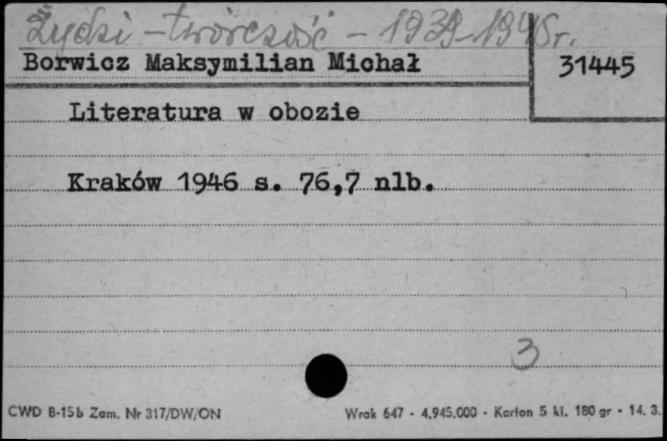 Żydzi - twórczość - 1939-1945r.
Borwicz Maksymilian Michał
31445
Literatura w obozie
Kraków 1946 s. 76,7 nlb.
3
CWD B-15b Zam. Nr 317/DW/ON Wrak 647 - 4.945.000 - Karton 5 kl. 180 gr - 14. 3.